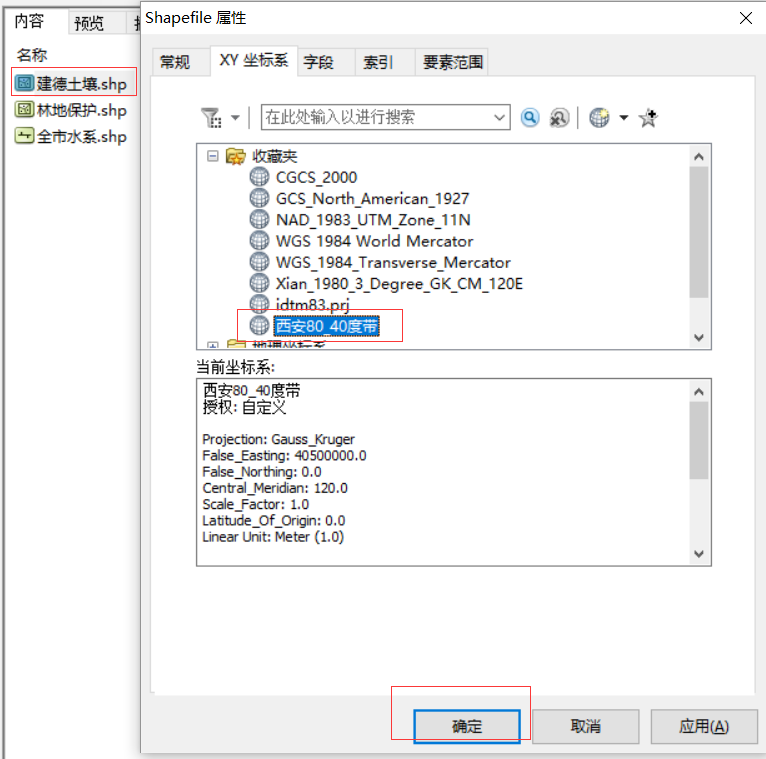 内容
预览
名称
建德土壤.shp
林地保护.shp
全市水系.shp
Shapefile 属性
常规
XY 坐标系
字段
索引
要素范围
在此处输入以进行搜索
收藏夹
CGCS_2000
GCS_North_American_1927
NAD_1983_UTM_Zone_11N
WGS 1984 World Mercator
WGS_1984_Transverse_Mercator
Xian_1980_3_Degree_GK_CM_120E
idtm83.prj
西安80_40度带
地理坐标系
当前坐标系:
西安80_40度带
授权: 自定义
Projection: Gauss_Kruger
False_Easting: 40500000.0
False_Northing: 0.0
Central_Meridian: 120.0
Scale_Factor: 1.0
Latitude_Of_Origin: 0.0
Linear Unit: Meter (1.0)
确定
取消
应用(A)